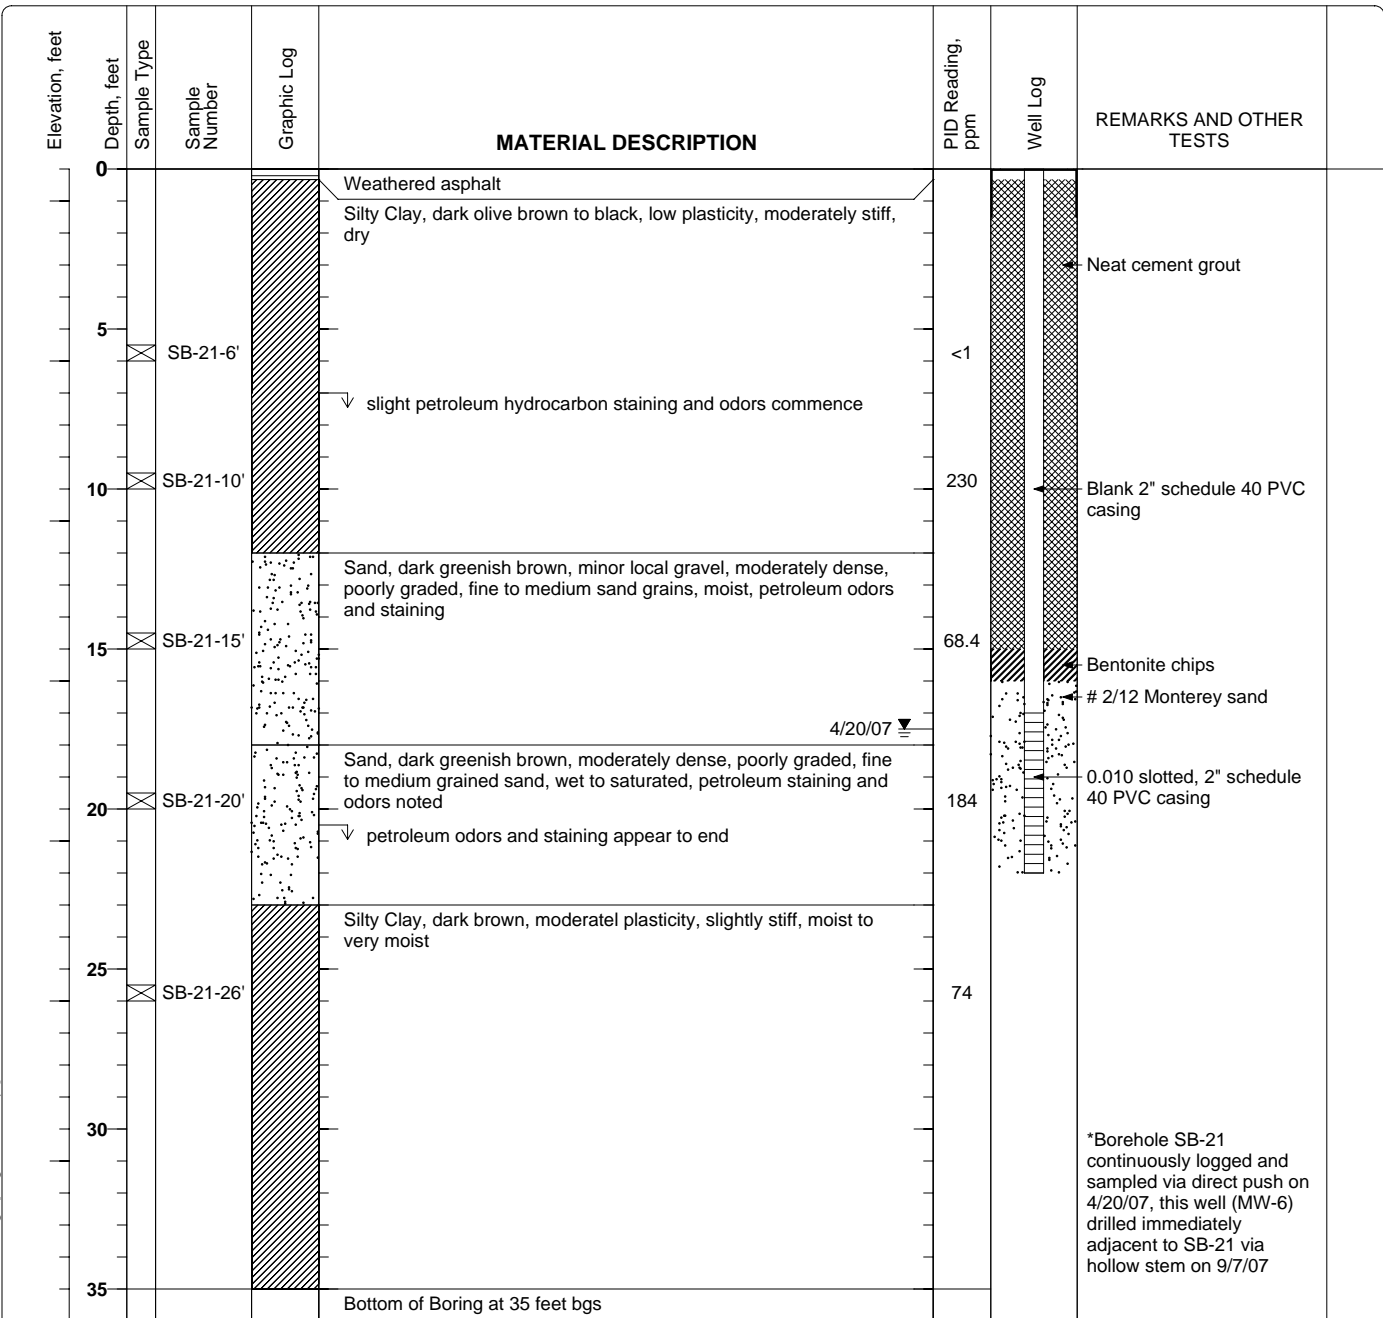 Elevation, feet
Depth, feet
Sample Type
Sample
Number
Graphic Log
MATERIAL DESCRIPTION
PID Reading,
ppm
Well Log
REMARKS AND OTHER
TESTS
0
Weathered asphalt
Silty Clay, dark olive brown to black, low plasticity, moderately stiff,
dry
Neat cement grout
5
SB-21-6'
<1
slight petroleum hydrocarbon staining and odors commence
SB-21-10'
230
10
Blank 2" schedule 40 PVC
casing
Sand, dark greenish brown, minor local gravel, moderately dense,
poorly graded, fine to medium sand grains, moist, petroleum odors
and staining
SB-21-15'
68.4
15
Bentonite chips
# 2/12 Monterey sand
4/20/07
Sand, dark greenish brown, moderately dense, poorly graded, fine
to medium grained sand, wet to saturated, petroleum staining and
odors noted
0.010 slotted, 2" schedule
40 PVC casing
SB-21-20'
184
20
petroleum odors and staining appear to end
Silty Clay, dark brown, moderatel plasticity, slightly stiff, moist to
very moist
25
SB-21-26'
74
30
*Borehole SB-21
continuously logged and
sampled via direct push on
4/20/07, this well (MW-6)
drilled immediately
adjacent to SB-21 via
hollow stem on 9/7/07
35
Bottom of Boring at 35 feet bgs